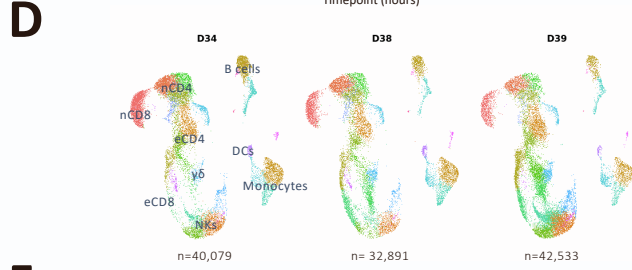 Timepoint (hours)
D
D34 D38 D39
B cells
nCD4
nCD8
eCD4
DCs
γδ
Monocytes
eCD8
NKs
n=40,079 n= 32,891 n=42,533